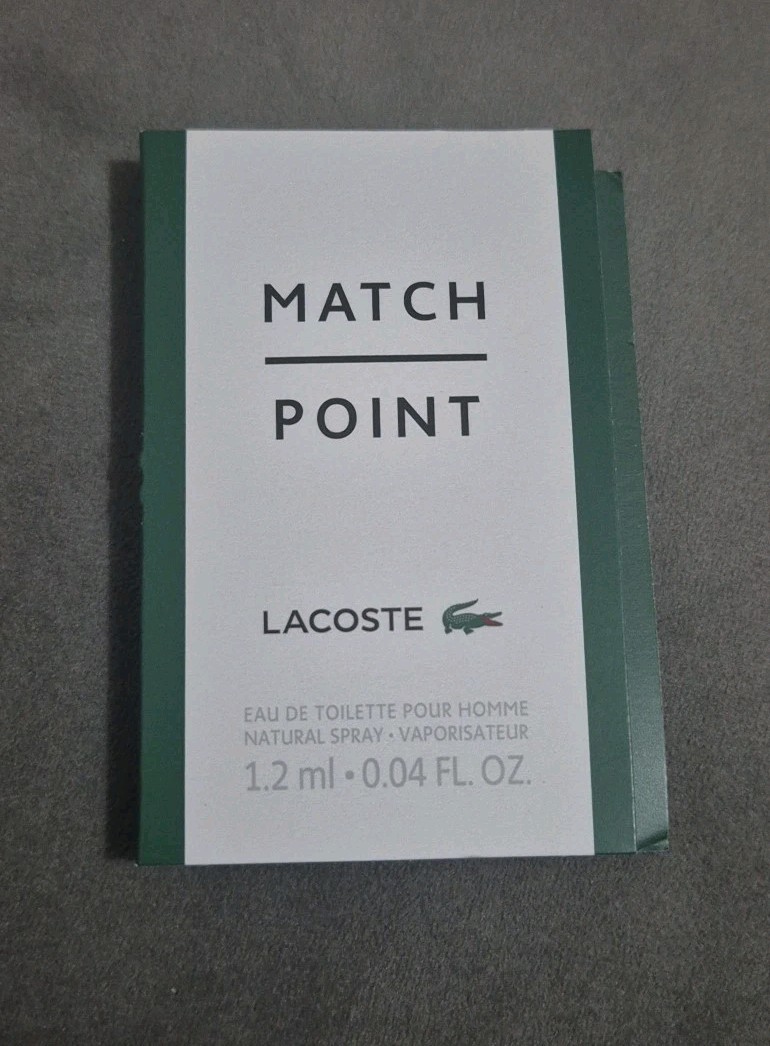 MATCH
POINT
LACOSTE
EAU DE TOILETTE POUR HOMME
NATURAL SPRAY • VAPORISATEUR
1.2 ml • 0.04 FL. OZ.